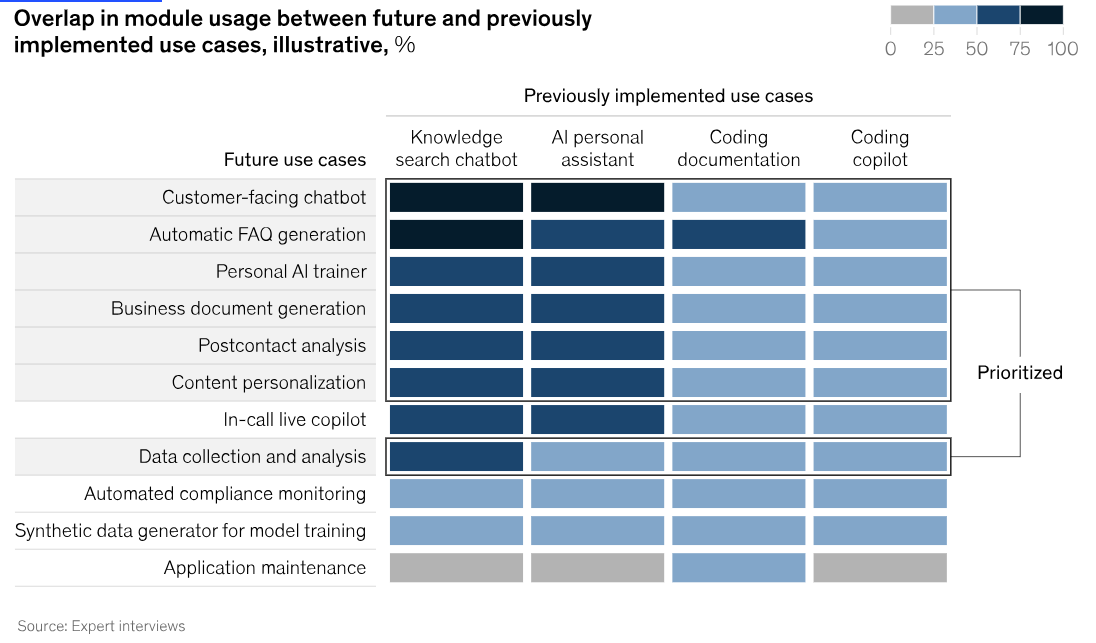 Overlap in module usage between future and previously
implemented use cases, illustrative, %
0 25 50 75 100
Previously implemented use cases
Future use cases
Knowledge
search chatbot
AI personal
assistant
Coding
documentation
Coding
copilot
Customer-facing chatbot
Automatic FAQ generation
Personal AI trainer
Business document generation
Postcontact analysis
Content personalization
Prioritized
In-call live copilot
Data collection and analysis
Automated compliance monitoring
Synthetic data generator for model training
Application maintenance
Source: Expert interviews